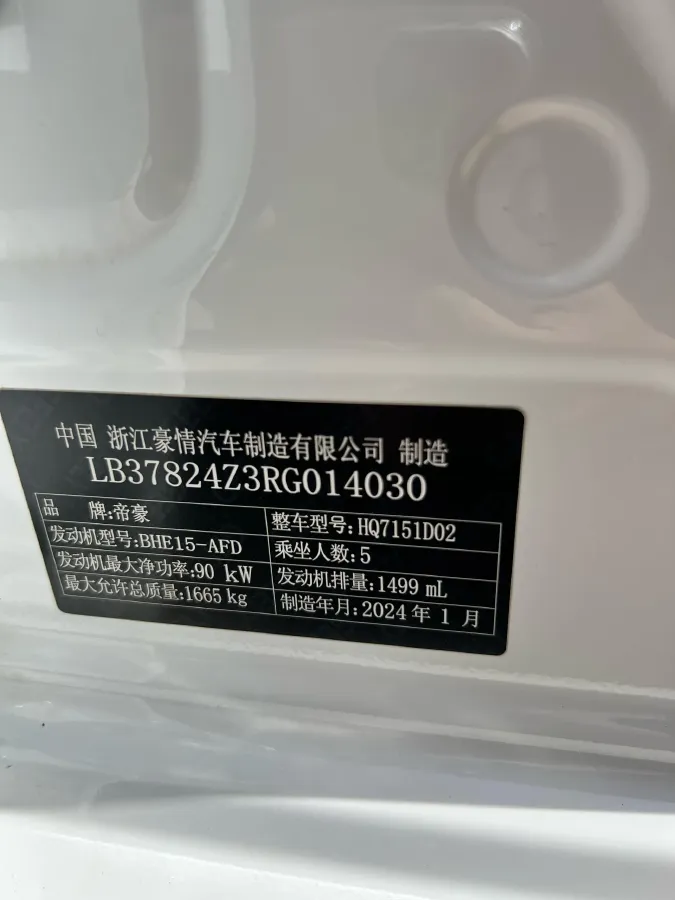 中国 浙江豪情汽车制造有限公司 制造
LB37824Z3RG014030
品 牌:帝豪 整车型号:HQ7151D02
发动机型号:BHE15-AFD 乘坐人数:5
发动机最大净功率:90 kW 发动机排量:1499 mL
最大允许总质量:1665 kg 制造年月:2024 年 1 月